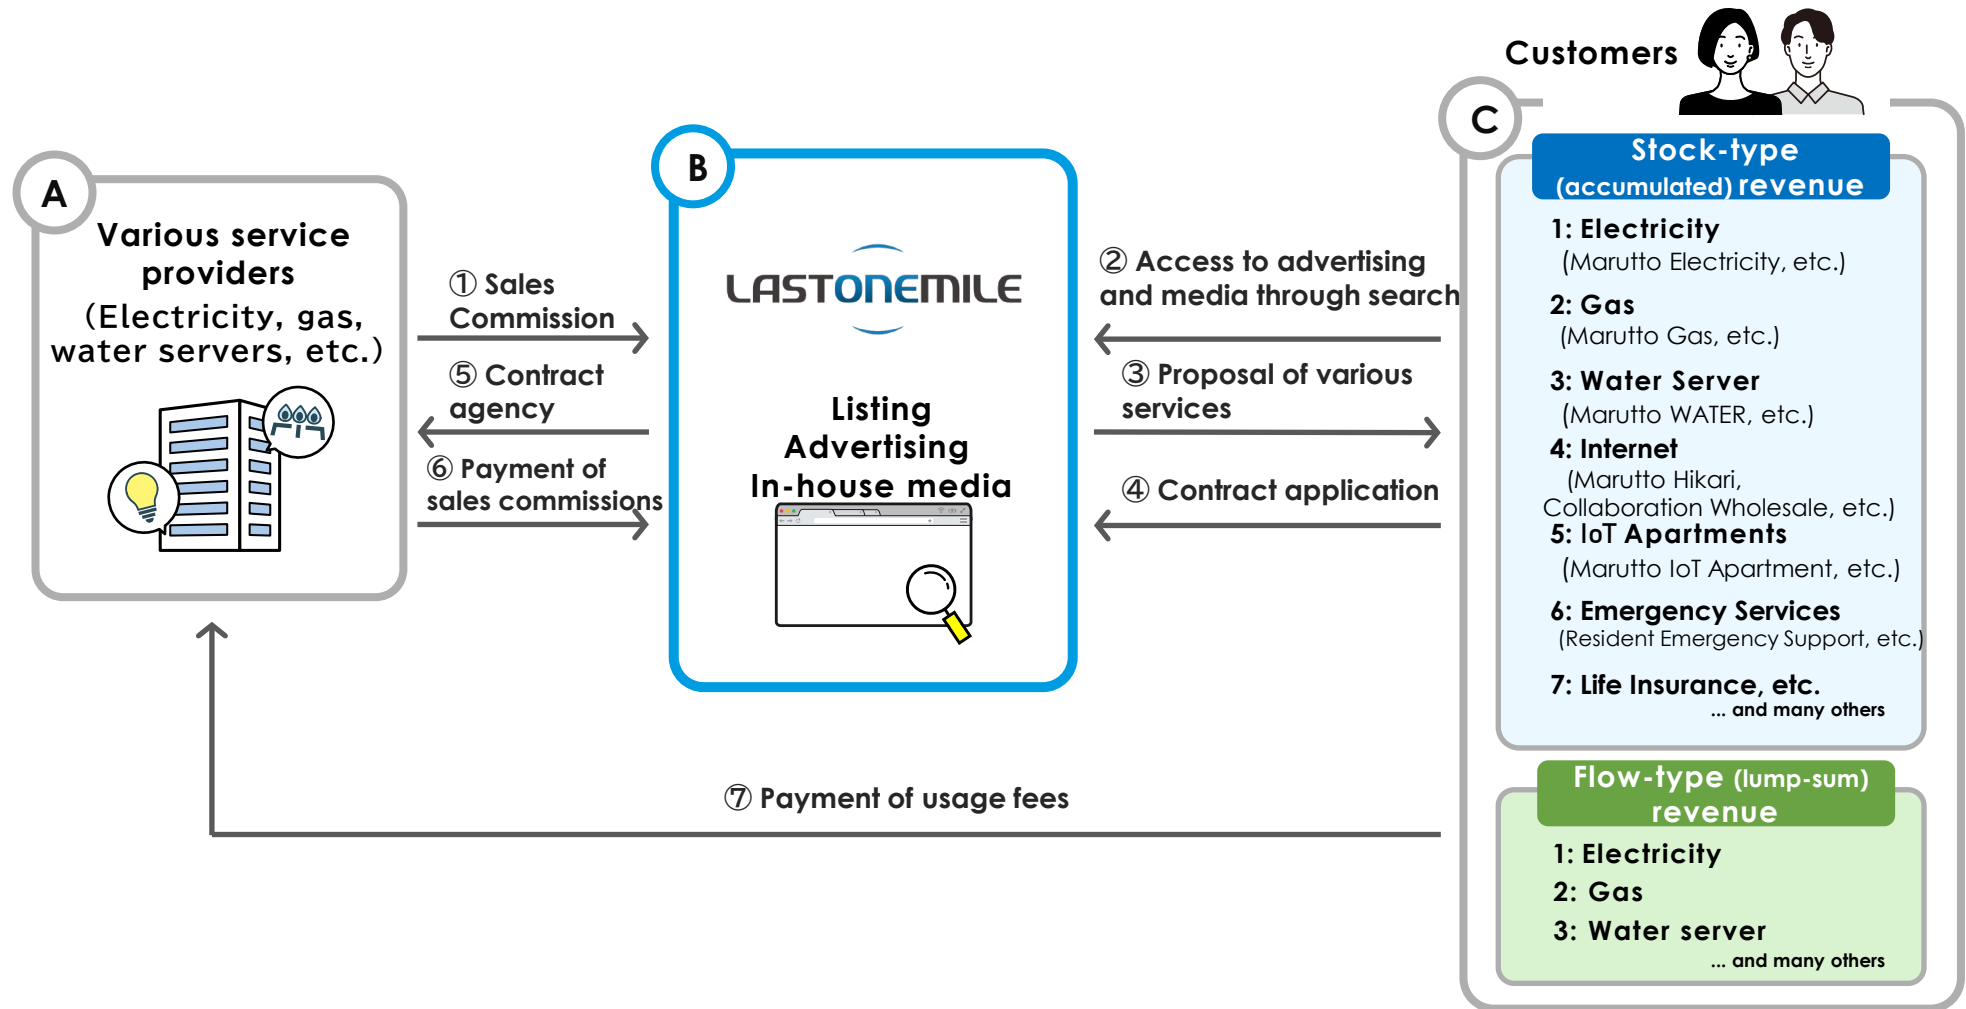 Customers
A
Various service
providers
(Electricity, gas,
water servers, etc.)
① Sales
Commission
⑤ Contract
agency
⑥ Payment of
sales commissions
B
LASTONEMILE
Listing
Advertising
In-house media
② Access to advertising
and media through search
③ Proposal of various
services
④ Contract application
⑦ Payment of usage fees
C
Stock-type
(accumulated) revenue
1: Electricity
(Marutto Electricity, etc.)
2: Gas
(Marutto Gas, etc.)
3: Water Server
(Marutto WATER, etc.)
4: Internet
(Marutto Hikari,
Collaboration Wholesale, etc.)
5: IoT Apartments
(Marutto IoT Apartment, etc.)
6: Emergency Services
(Resident Emergency Support, etc.)
7: Life Insurance, etc.
... and many others
Flow-type (lump-sum)
revenue
1: Electricity
2: Gas
3: Water server
... and many others